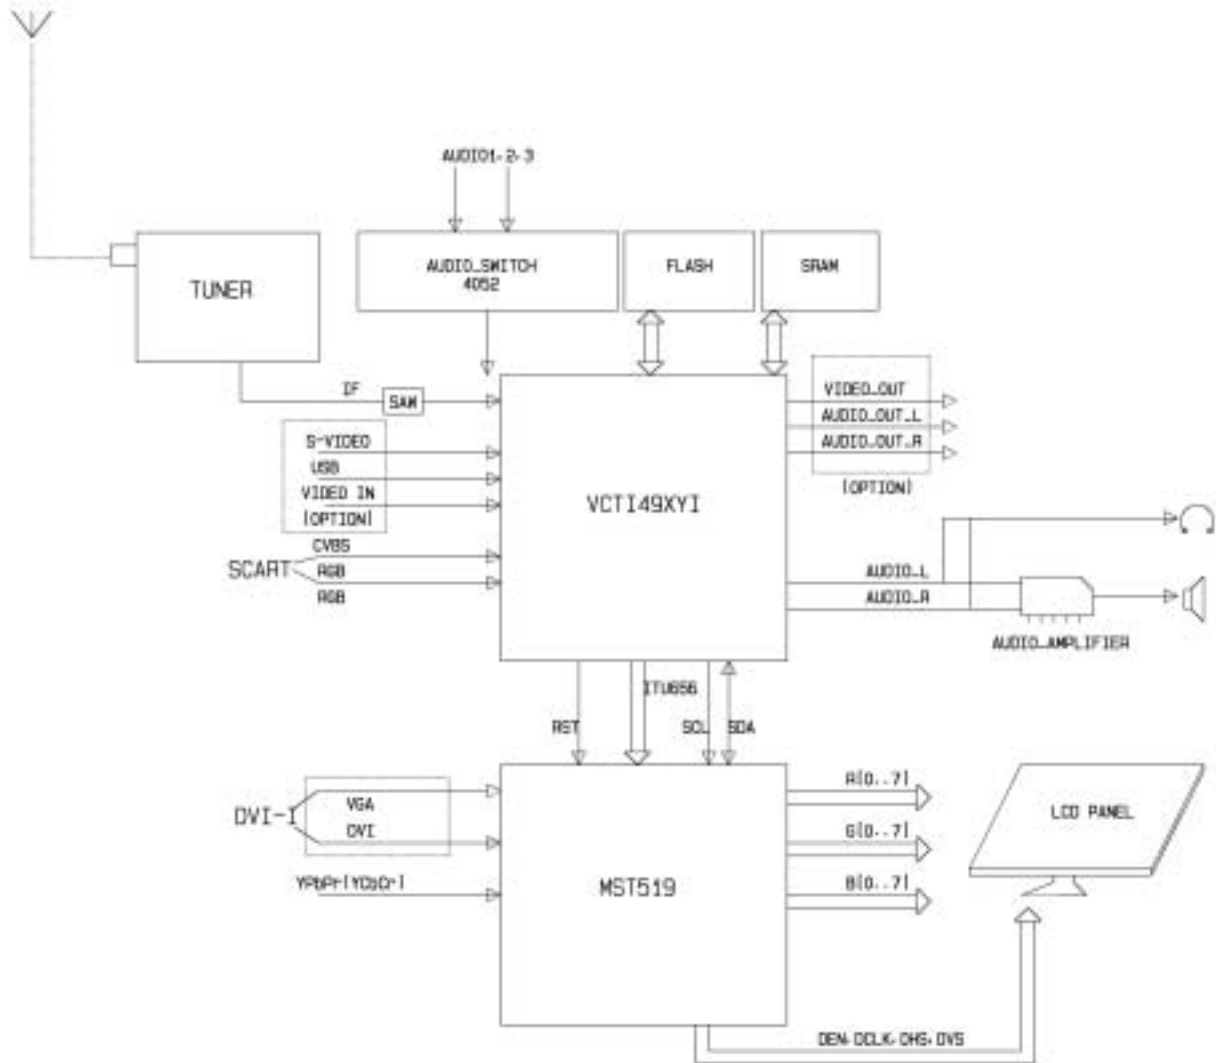 AUDIO1,2,3
AUDIO_SWITCH
4052
FLASH
SRAM
TUNER
IF
SAW
S-VIDEO
USB
VIDEO IN
(OPTION)
SCART
CVBS
RGB
RGB
VCTI49XYI
VIDEO_OUT
AUDIO_OUT_L
AUDIO_OUT_R
(OPTION)
AUDIO_L
AUDIO_R
AUDIO_AMPLIFIER
RST
ITU656
SCL
SDA
DVI-I
VGA
DVI
YPbPr(YCbCr)
MST519
R(0..7)
G(0..7)
B(0..7)
LCD PANEL
DEN,DCLK,DHS,DVS